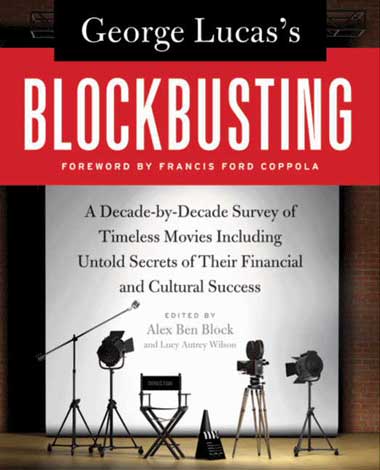 George Lucas's
BLOCKBUSTING
FOREWORD BY FRANCIS FORD COPPOLA
A Decade-by-Decade Survey of
Timeless Movies Including
Untold Secrets of Their Financial
and Cultural Success
EDITED BY
Alex Ben Block
and Lucy Autrey Wilson
DIRECTOR